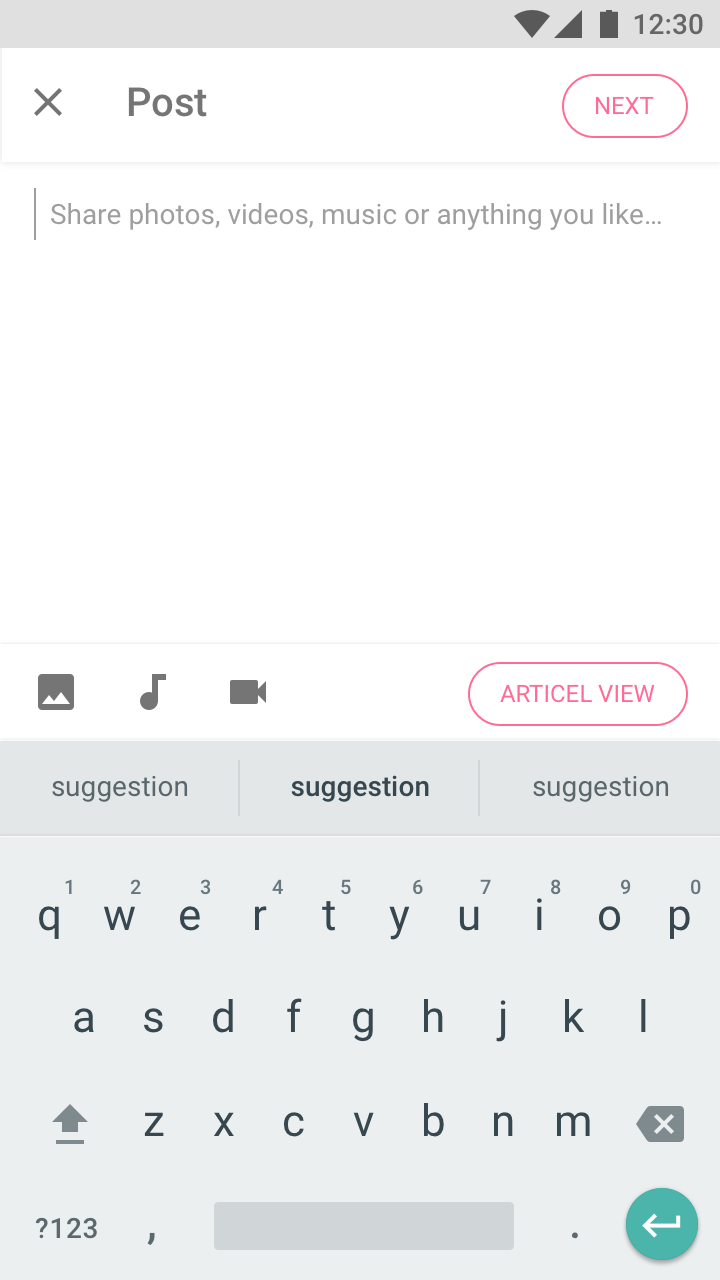 12:30
Post
NEXT
Share photos, videos, music or anything you like...
ARTICEL VIEW
suggestion suggestion suggestion
1 2 3 4 5 6 7 8 9 0
q w e r t y u i o p
a s d f g h j k l
z x c v b n m
?123 , .